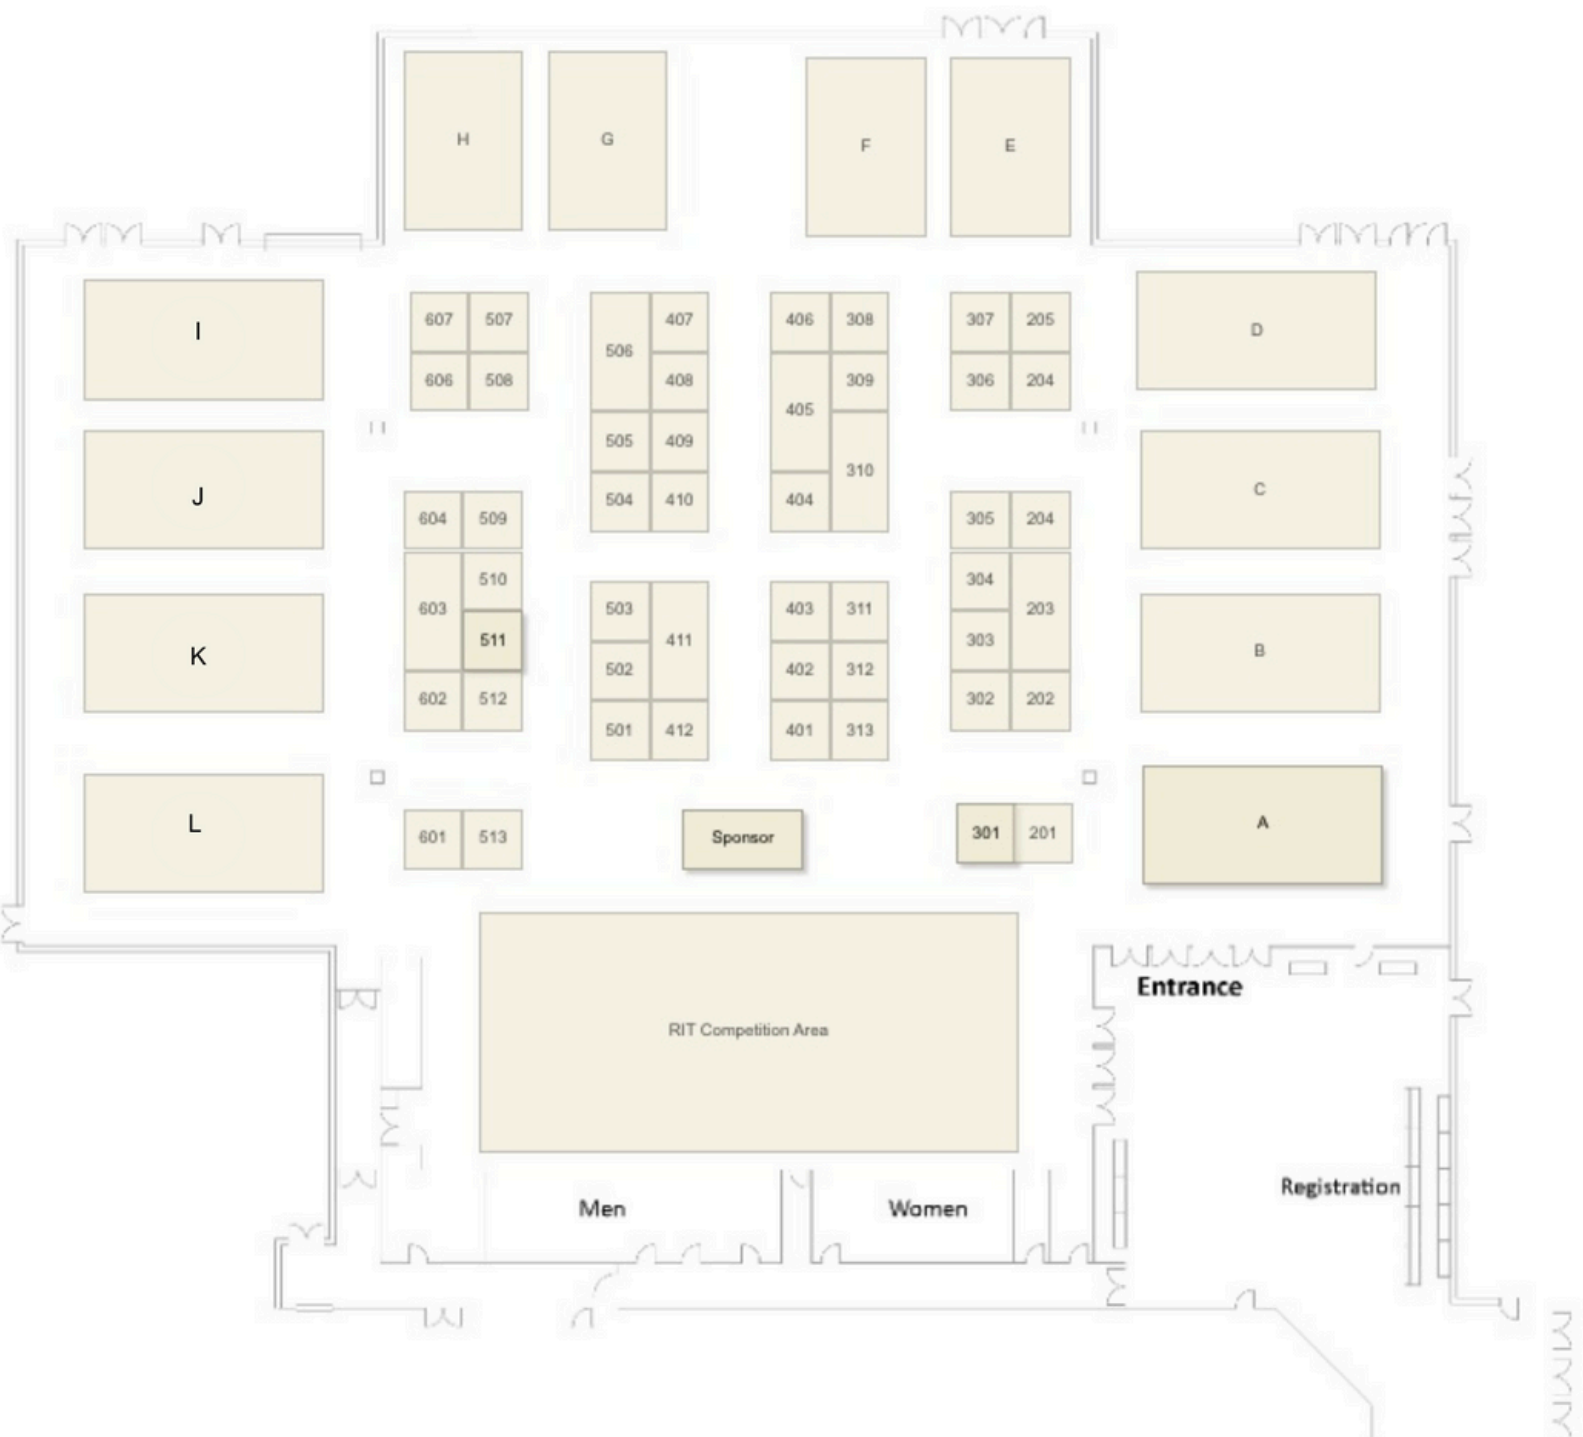 H G F E
I
J
K
L
607 507
606 508
506 407
408
505 409
504 410
406 308
405 309
310
404
307 205
306 204
D
C
B
A
604 509
603 510
511
602 512
503 411
502
501 412
403 311
402 312
401 313
305 204
304 203
303
302 202
601 513
Sponsor
301 201
RIT Competition Area
Entrance
Registration
Men
Women